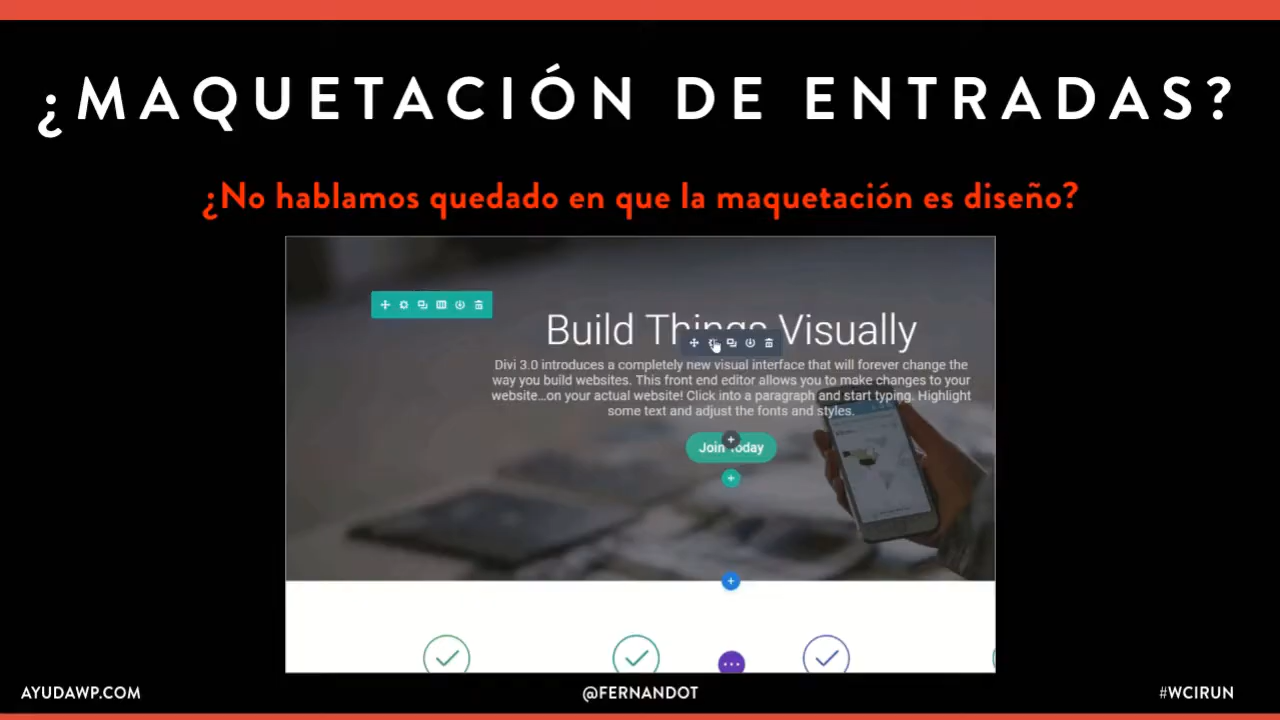 ¿MAQUETACIÓN DE ENTRADAS?
¿No hablamos quedado en que la maquetación es diseño?
Build Things Visually
Divi 3.0 introduces a completely new visual interface that will forever change the
way you build websites. This front end editor allows you to make changes to your
website...on your actual website! Click into a paragraph and start typing. Highlight
some text and adjust the fonts and styles.
Join Today
AYUDAWP.COM
@FERNANDOT
#WCIRUN